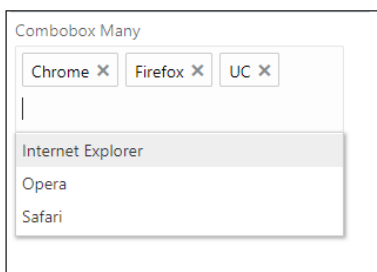 Combobox Many
Chrome × Firefox × UC ×
Internet Explorer
Opera
Safari